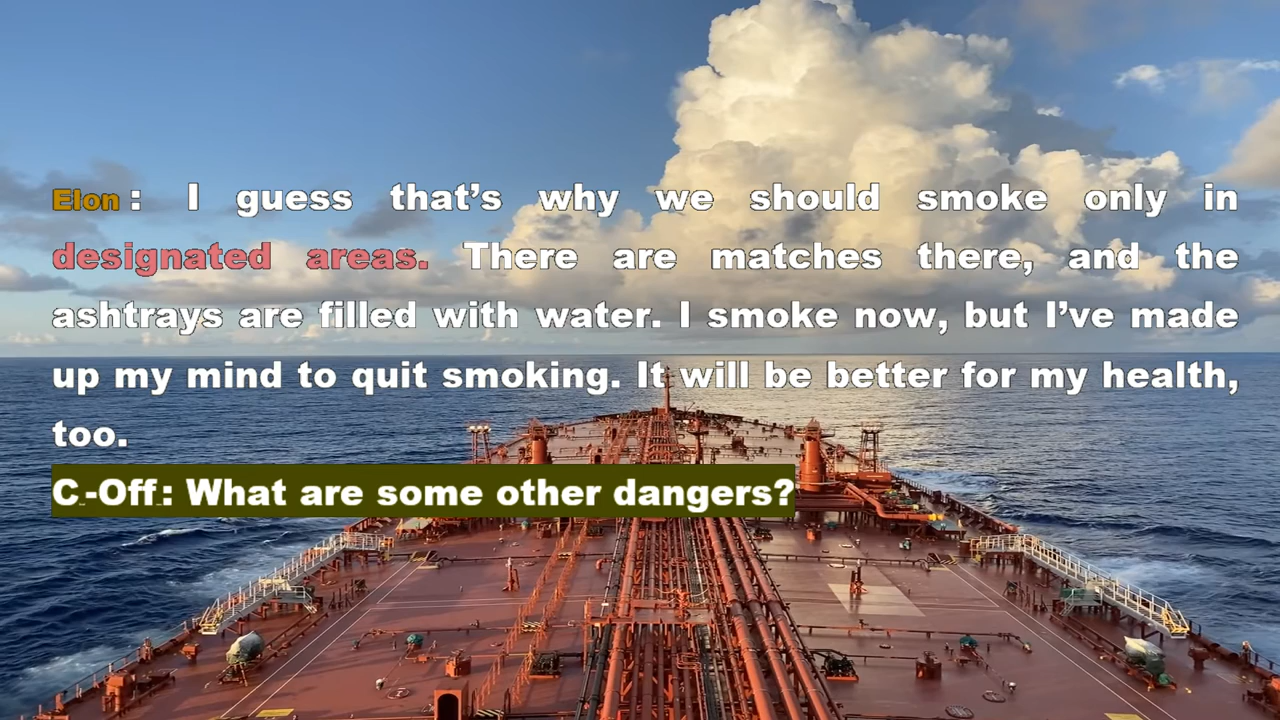 Elon : I guess that’s why we should smoke only in
designated areas. There are matches there, and the
ashtrays are filled with water. I smoke now, but I’ve made
up my mind to quit smoking. It will be better for my health,
too.
C.-Off.: What are some other dangers?